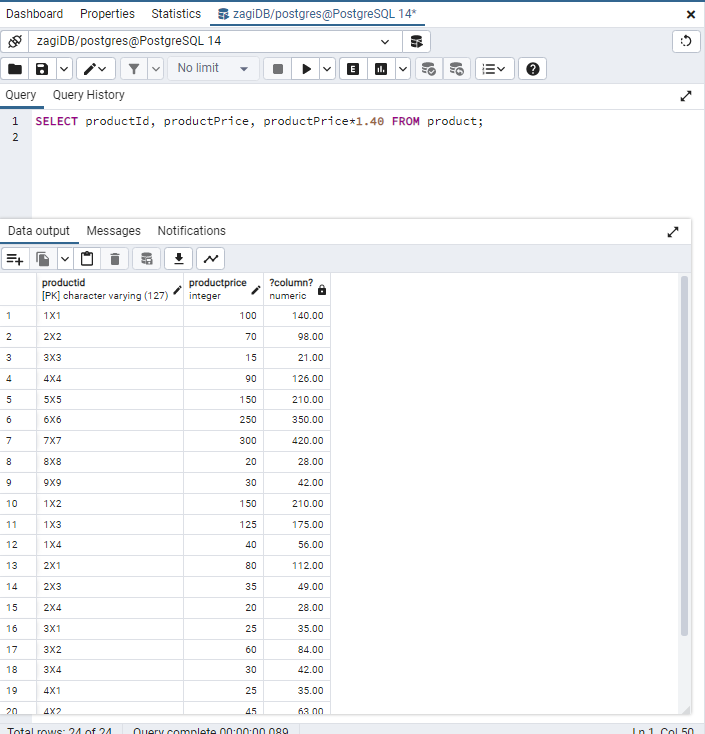 Dashboard Properties Statistics zagiDB/postgres@PostgreSQL 14*
zagiDB/postgres@PostgreSQL 14
No limit
E
Query Query History
1 SELECT productId, productPrice, productPrice*1.40 FROM product;
2
Data output Messages Notifications
productid productprice ?column?
[PK] character varying (127) integer numeric
1 1X1 100 140.00
2 2X2 70 98.00
3 3X3 15 21.00
4 4X4 90 126.00
5 5X5 150 210.00
6 6X6 250 350.00
7 7X7 300 420.00
8 8X8 20 28.00
9 9X9 30 42.00
10 1X2 150 210.00
11 1X3 125 175.00
12 1X4 40 56.00
13 2X1 80 112.00
14 2X3 35 49.00
15 2X4 20 28.00
16 3X1 25 35.00
17 3X2 60 84.00
18 3X4 30 42.00
19 4X1 25 35.00
20 4X2 45 63.00
Total rows: 24 of 24 Query complete 00:00:00.089 Ln 1, Col 50